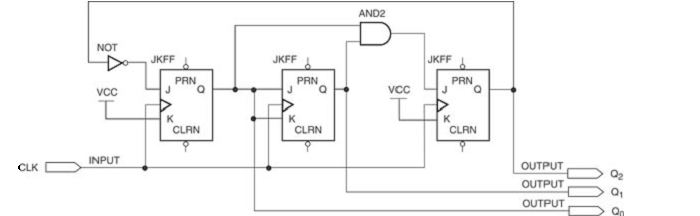 AND2
NOT
JKFF
JKFF
JKFF
PRN
PRN
PRN
J
Q
J
Q
J
Q
VCC
VCC
K
K
K
CLRN
CLRN
CLRN
CLK
INPUT
OUTPUT
Q2
OUTPUT
Q1
OUTPUT
Q0